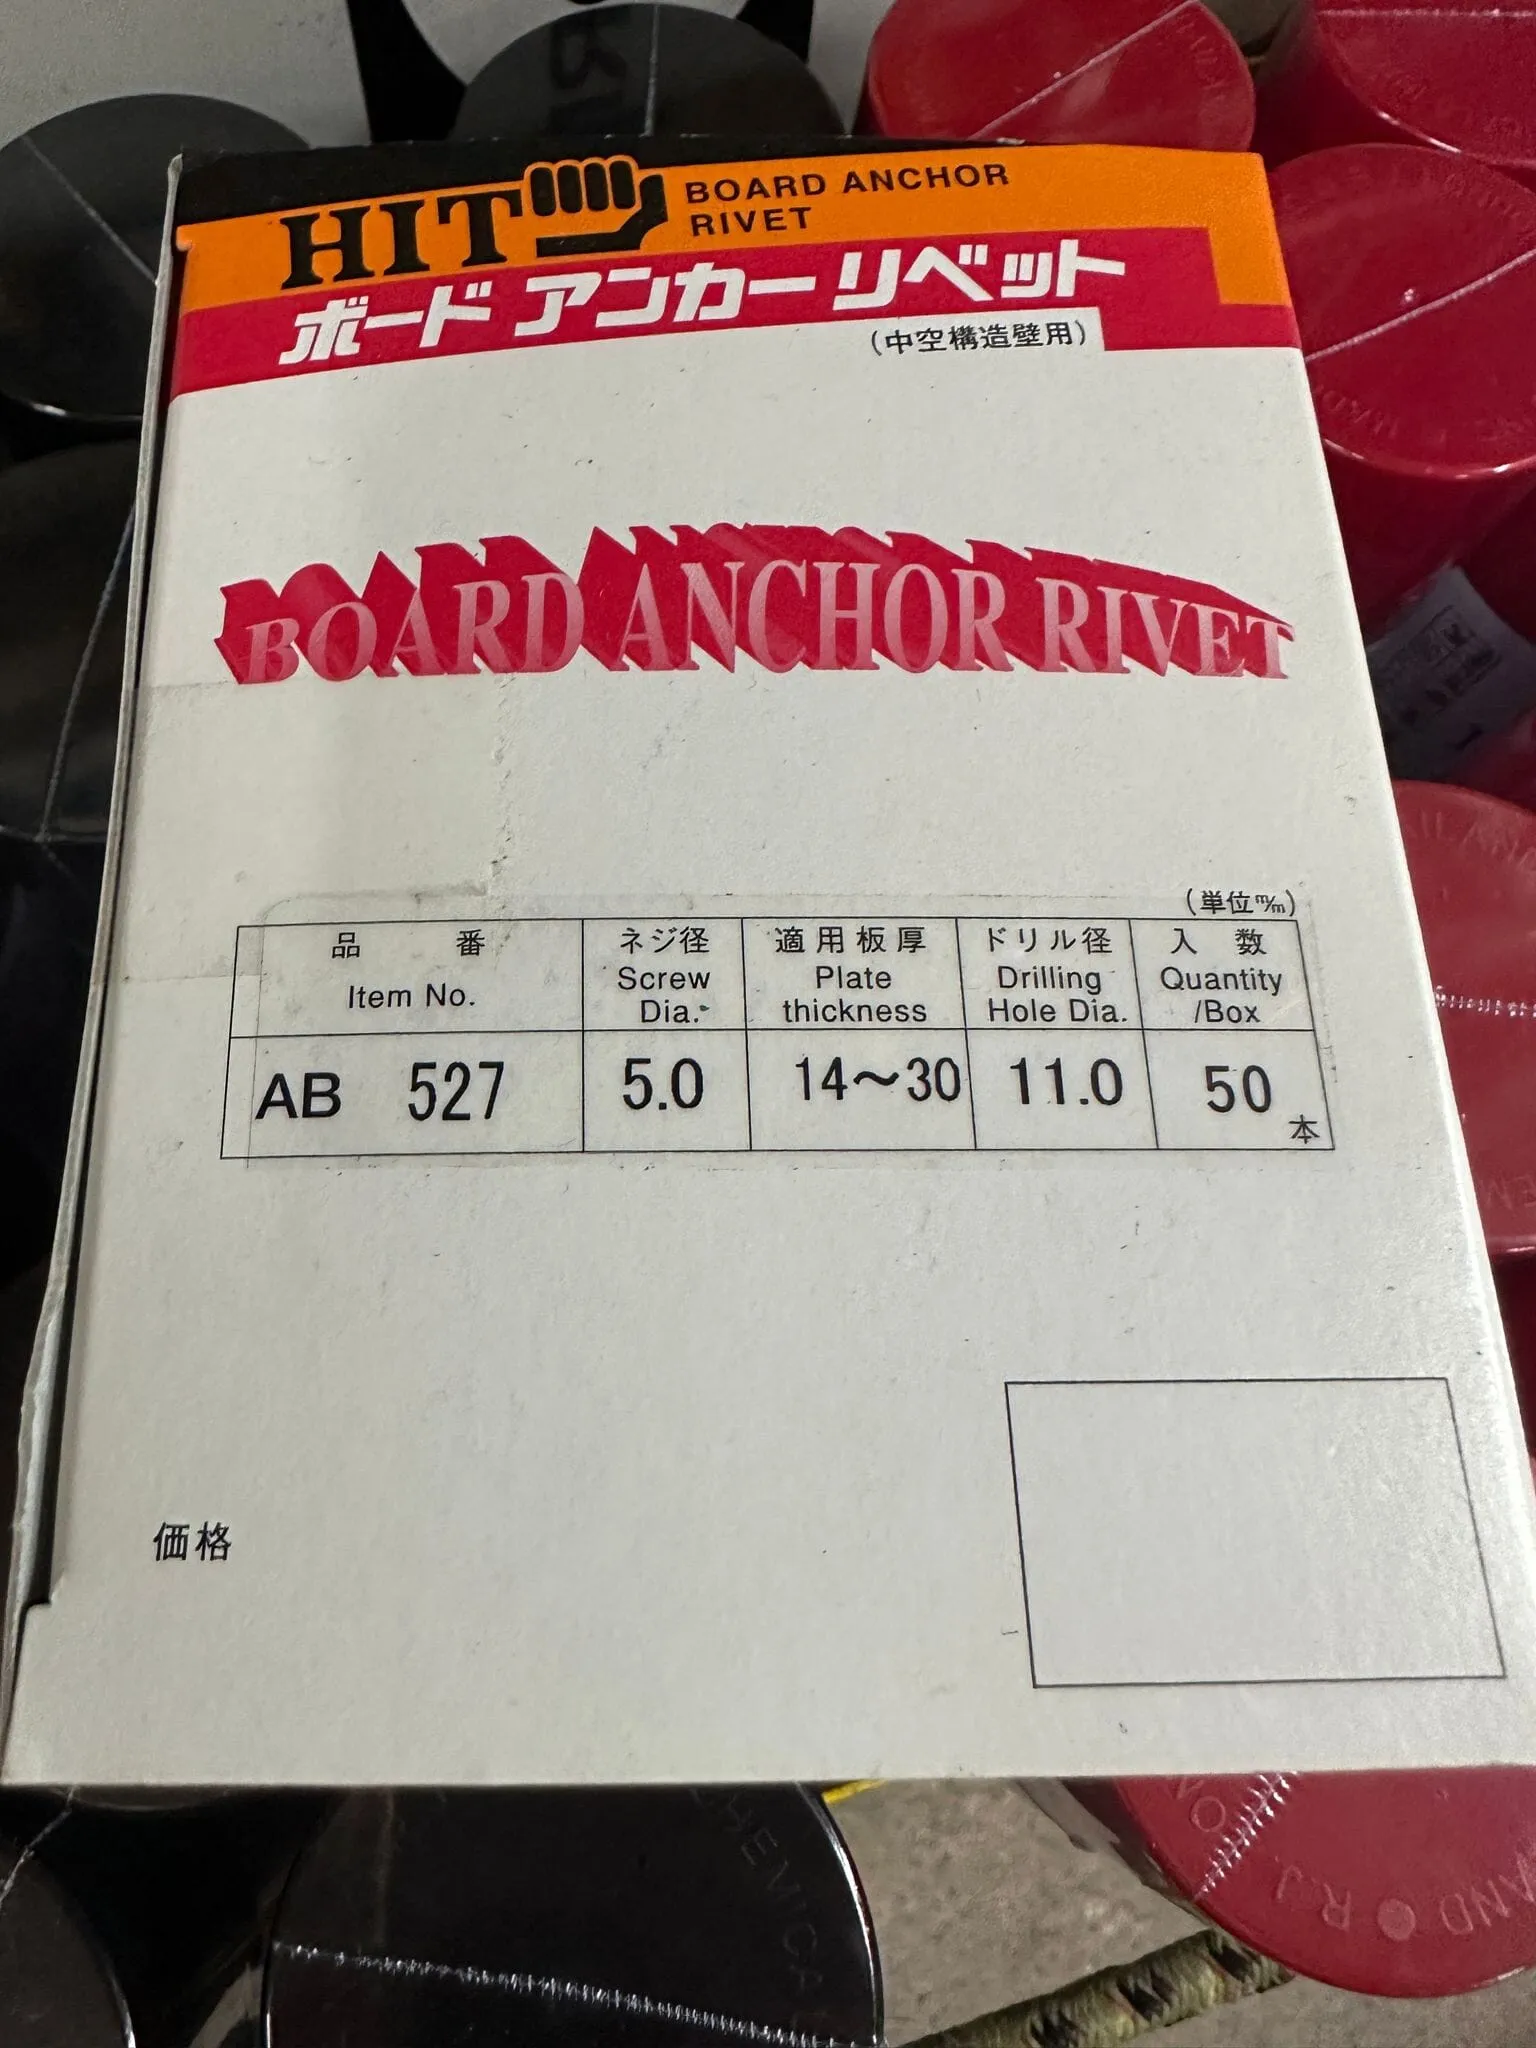 HIT
BOARD ANCHOR
RIVET
ボードアンカーリベット
(中空構造壁用)
BOARD ANCHOR RIVET
(単位m/m)
品番 ネジ径 適用板厚 ドリル径 入数
Item No. Screw Dia. Plate thickness Drilling Hole Dia. Quantity /Box
AB 527 5.0 14～30 11.0 50本
価格